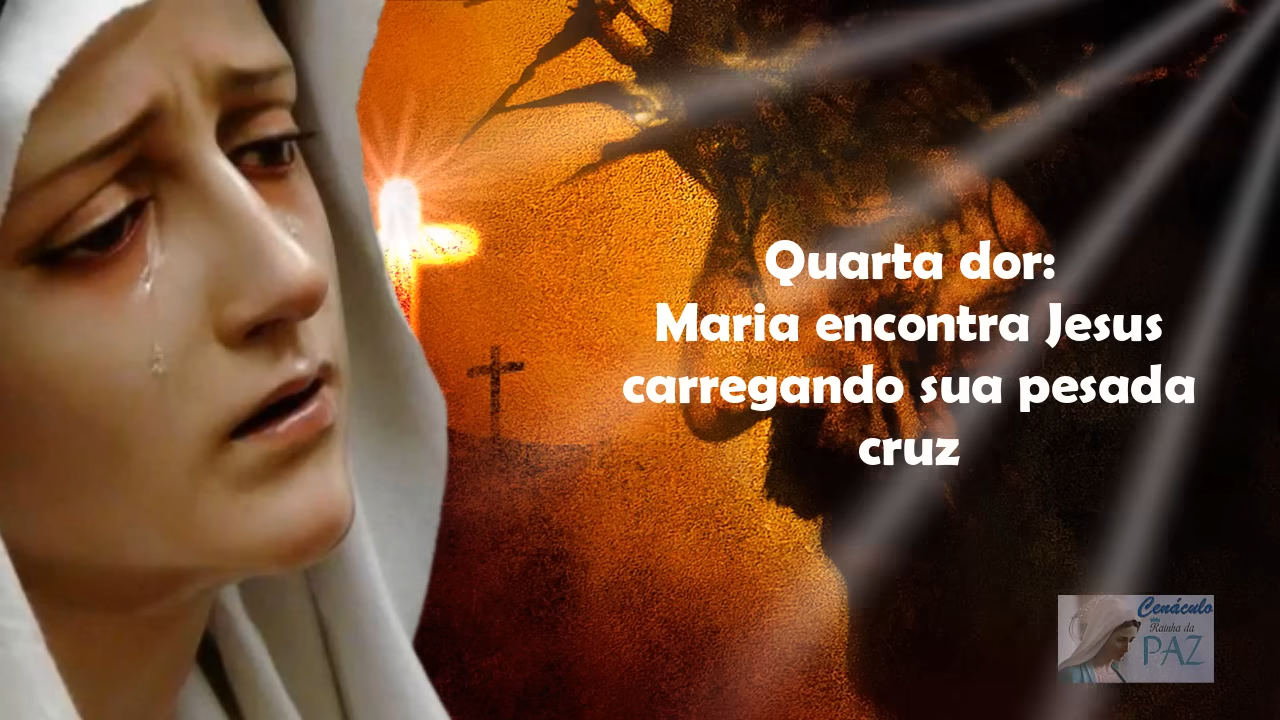 Quarta dor:
Maria encontra Jesus
carregando sua pesada
cruz
Cenáculo
Rainha da
PAZ